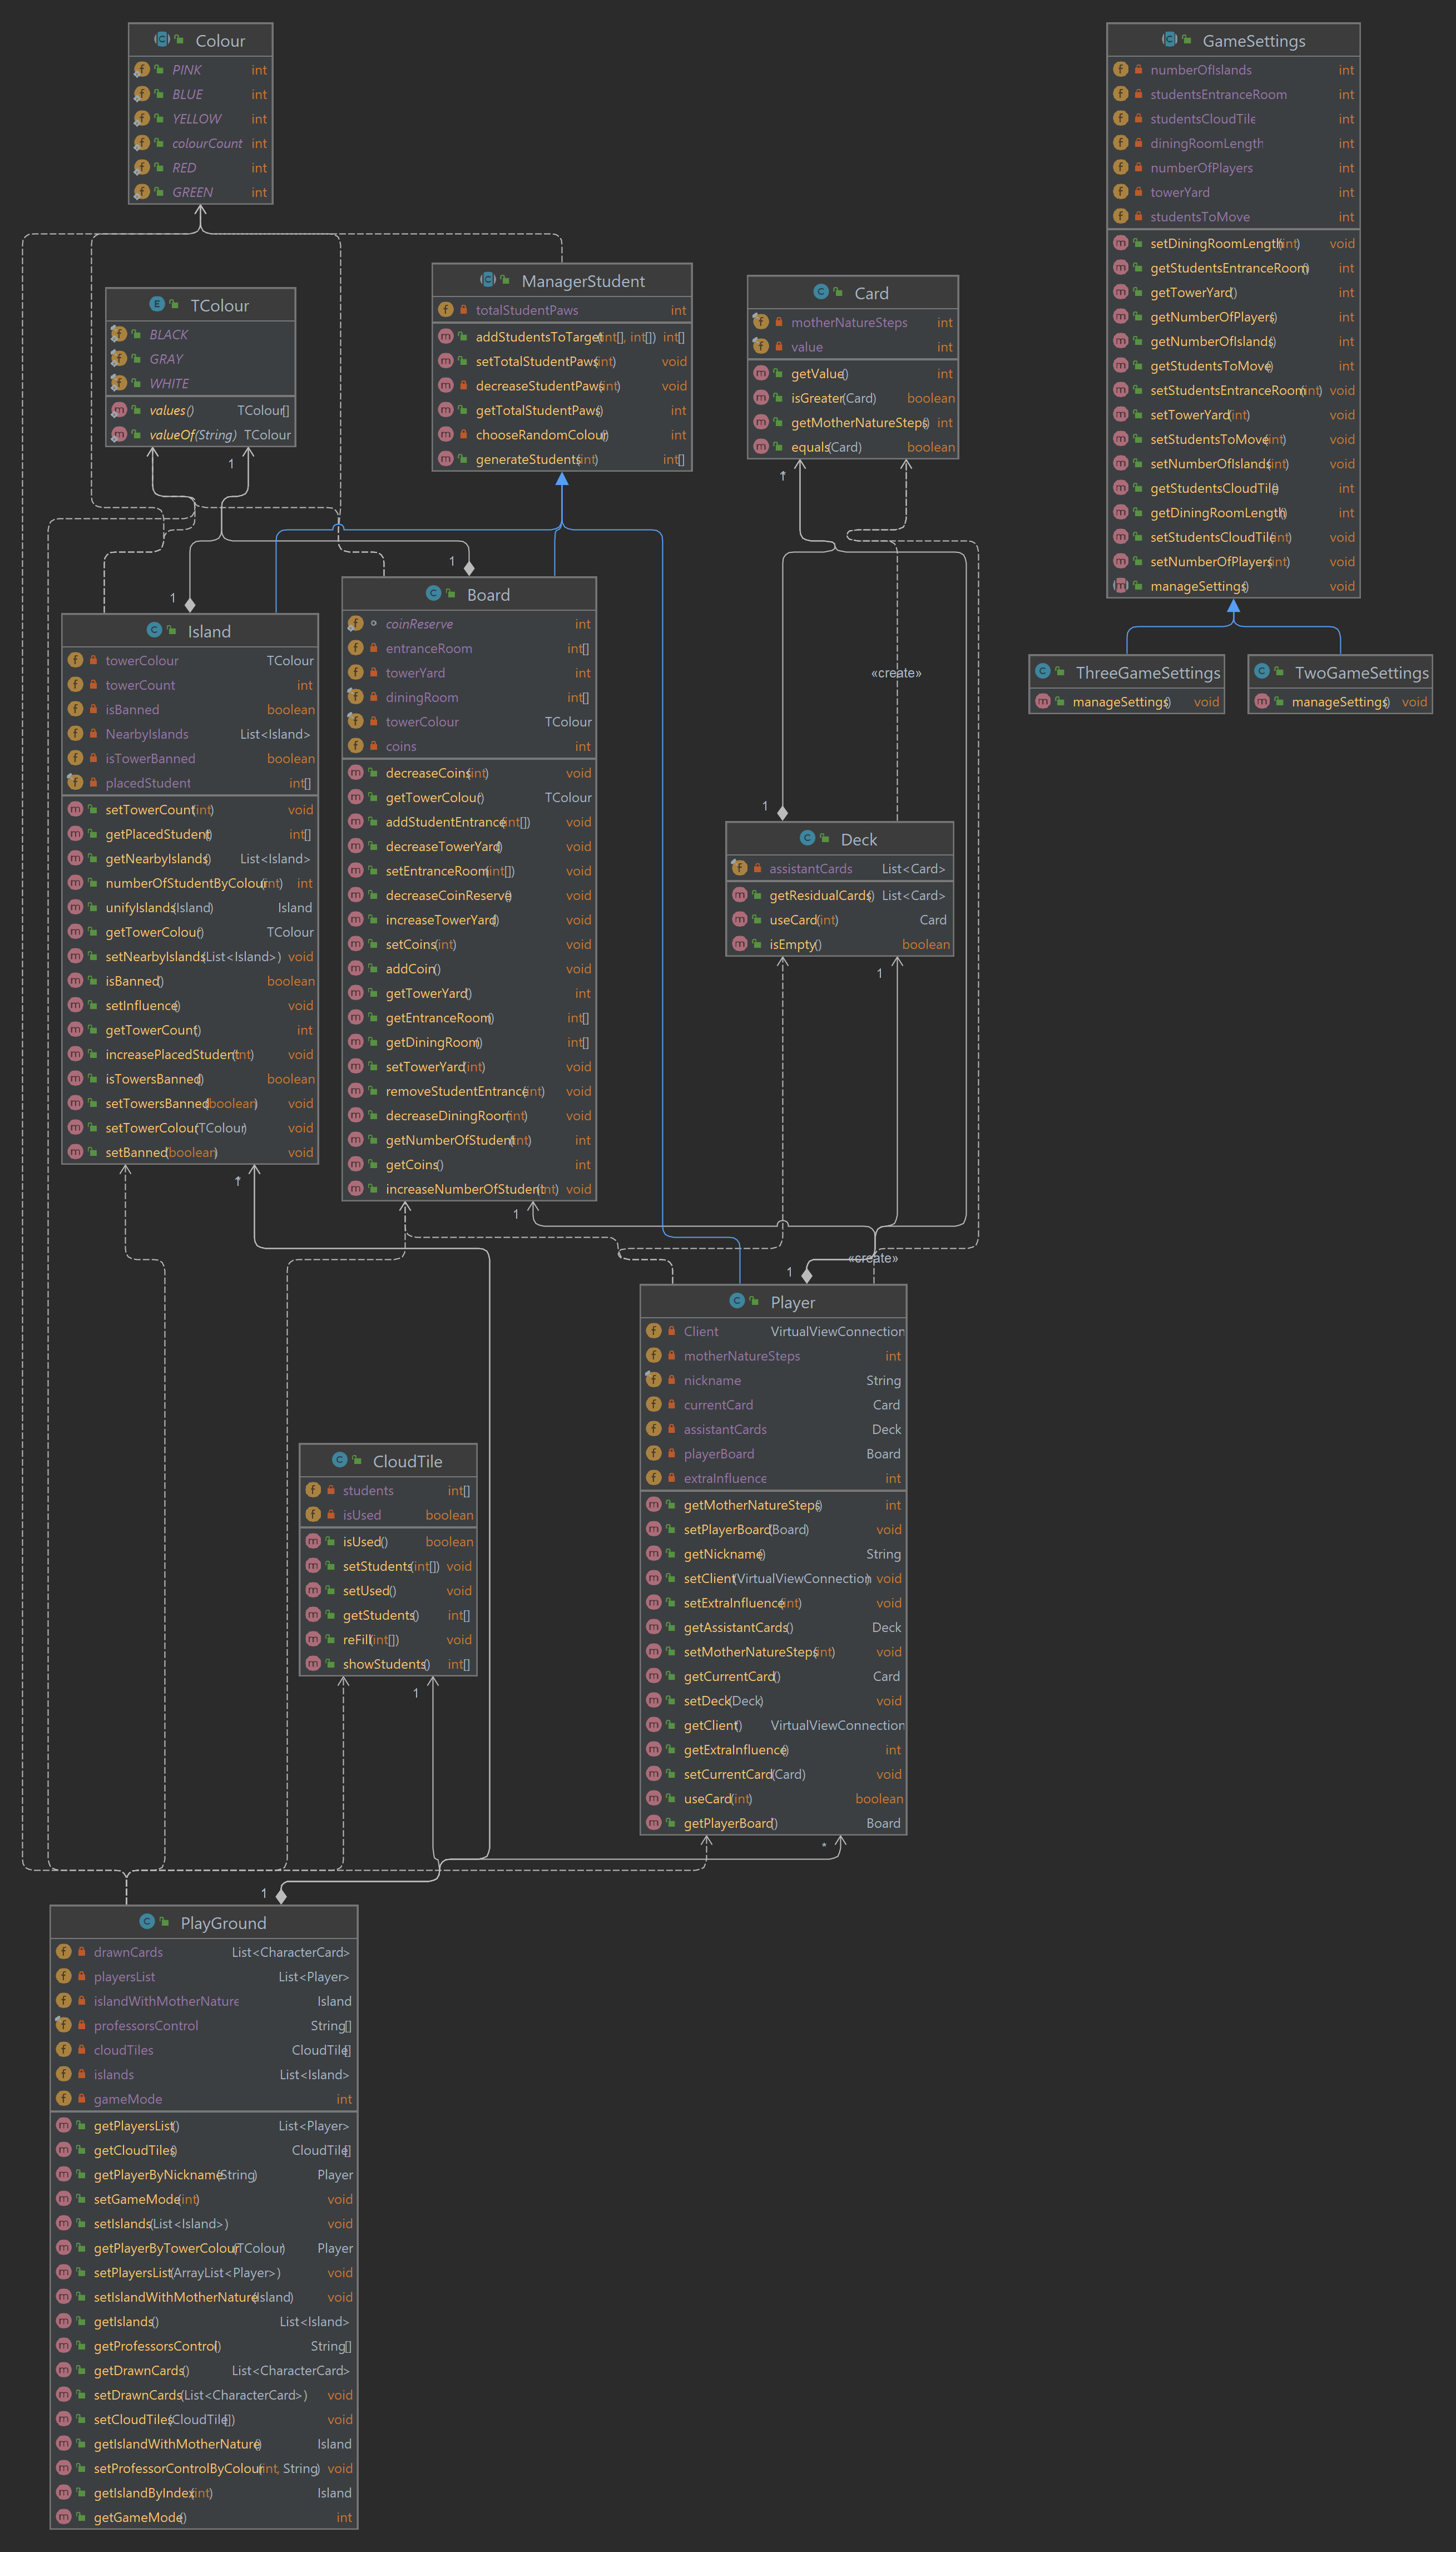 Colour
PINK int
BLUE int
YELLOW int
colourCount int
RED int
GREEN int
GameSettings
numberOfIslands int
studentsEntranceRoom int
studentsCloudTile int
diningRoomLength int
numberOfPlayers int
towerYard int
studentsToMove int
setDiningRoomLength(int) void
getStudentsEntranceRoom() int
getTowerYard() int
getNumberOfPlayers() int
getNumberOfIslands() int
getStudentsToMove() int
setStudentsEntranceRoom(int) void
setTowerYard(int) void
setStudentsToMove(int) void
setNumberOfIslands(int) void
getStudentsCloudTile() int
getDiningRoomLength() int
setStudentsCloudTile(int) void
setNumberOfPlayers(int) void
manageSettings() void
TColour
BLACK
GRAY
WHITE
values() TColour[]
valueOf(String) TColour
1
ManagerStudent
totalStudentPaws int
addStudentsToTarget(int[], int[]) int[]
setTotalStudentPaws(int) void
decreaseStudentPaws(int) void
getTotalStudentPaws() int
chooseRandomColour() int
generateStudents(int) int[]
Card
motherNatureSteps int
value int
getValue() int
isGreater(Card) boolean
getMotherNatureSteps() int
equals(Card) boolean
1
1
ThreeGameSettings
manageSettings() void
TwoGameSettings
manageSettings() void
«create»
Island
towerColour TColour
towerCount int
isBanned boolean
NearbyIslands List<Island>
isTowerBanned boolean
placedStudent int[]
setTowerCount(int) void
getPlacedStudent() int[]
getNearbyIslands() List<Island>
numberOfStudentByColour(int) int
unifyIslands(Island) Island
getTowerColour() TColour
setNearbyIslands(List<Island>) void
isBanned() boolean
setInfluence() void
getTowerCount() int
increasePlacedStudent(int) void
isTowersBanned() boolean
setTowersBanned(boolean) void
setTowerColour(TColour) void
setBanned(boolean) void
Board
coinReserve int
entranceRoom int[]
towerYard int
diningRoom int[]
towerColour TColour
coins int
decreaseCoins(int) void
getTowerColour() TColour
addStudentEntrance(int[]) void
decreaseTowerYard() void
setEntranceRoom(int[]) void
decreaseCoinReserve() void
increaseTowerYard() void
setCoins(int) void
addCoin() void
getTowerYard() int
getEntranceRoom() int[]
getDiningRoom() int[]
setTowerYard(int) void
removeStudentEntrance(int) void
decreaseDiningRoom(int) void
getNumberOfStudent(int) int
getCoins() int
increaseNumberOfStudent(int) void
1
Deck
assistantCards List<Card>
getResidualCards() List<Card>
useCard(int) Card
isEmpty() boolean
1
1
«create»
1
Player
Client VirtualViewConnection
motherNatureSteps int
nickname String
currentCard Card
assistantCards Deck
playerBoard Board
extraInfluence int
getMotherNatureSteps() int
setPlayerBoard(Board) void
getNickname() String
setClient(VirtualViewConnection void
setExtraInfluence(int) void
getAssistantCards() Deck
setMotherNatureSteps(int) void
getCurrentCard() Card
setDeck(Deck) void
getClient() VirtualViewConnection
getExtraInfluence() int
setCurrentCard(Card) void
useCard(int) boolean
getPlayerBoard() Board
*
CloudTile
students int[]
isUsed boolean
isUsed() boolean
setStudents(int[]) void
setUsed() void
getStudents() int[]
reFill(int[]) void
showStudents() int[]
1
1
PlayGround
drawnCards List<CharacterCard>
playersList List<Player>
islandWithMotherNature Island
professorsControl String[]
cloudTiles CloudTile[]
islands List<Island>
gameMode int
getPlayersList() List<Player>
getCloudTiles() CloudTile[]
getPlayerByNickname(String) Player
setGameMode(int) void
setIslands(List<Island>) void
getPlayerByTowerColour(TColour) Player
setPlayersList(ArrayList<Player>) void
setIslandWithMotherNature(Island) void
getIslands() List<Island>
getProfessorsControl() String[]
getDrawnCards() List<CharacterCard>
setDrawnCards(List<CharacterCard>) void
setCloudTiles(CloudTile[]) void
getIslandWithMotherNature() Island
setProfessorControlByColour(int, String) void
getIslandByIndex(int) Island
getGameMode() int